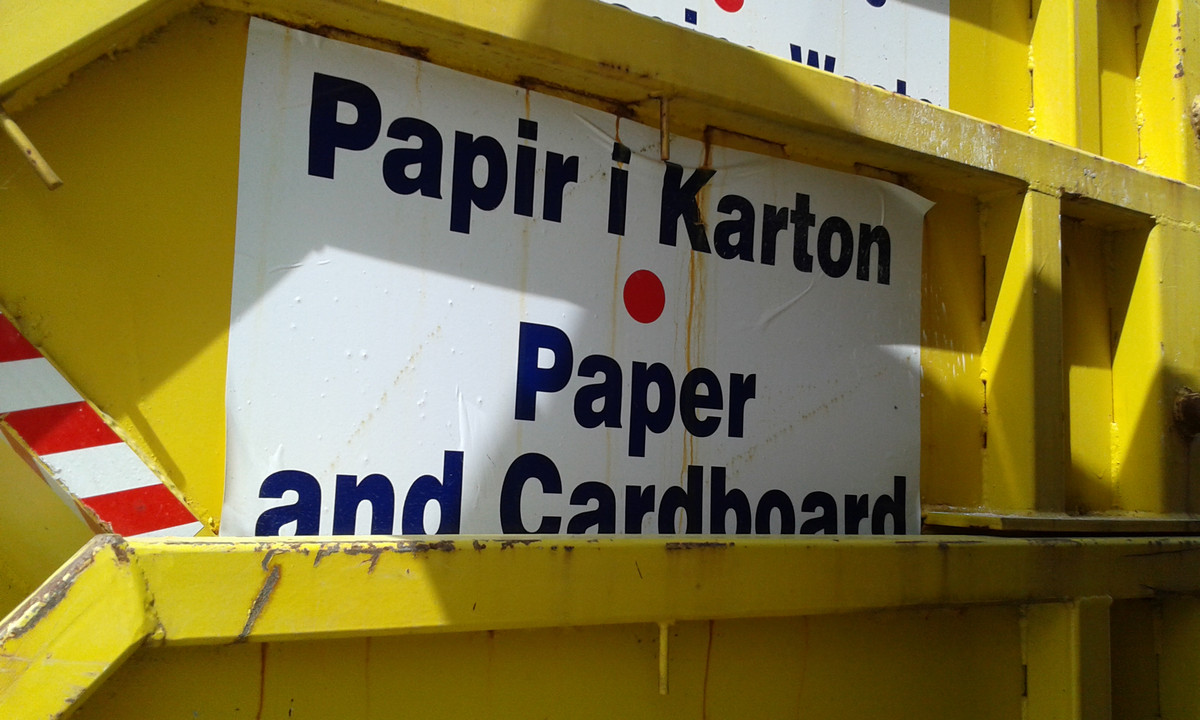 Papir i Karton
Paper
and Cardboard